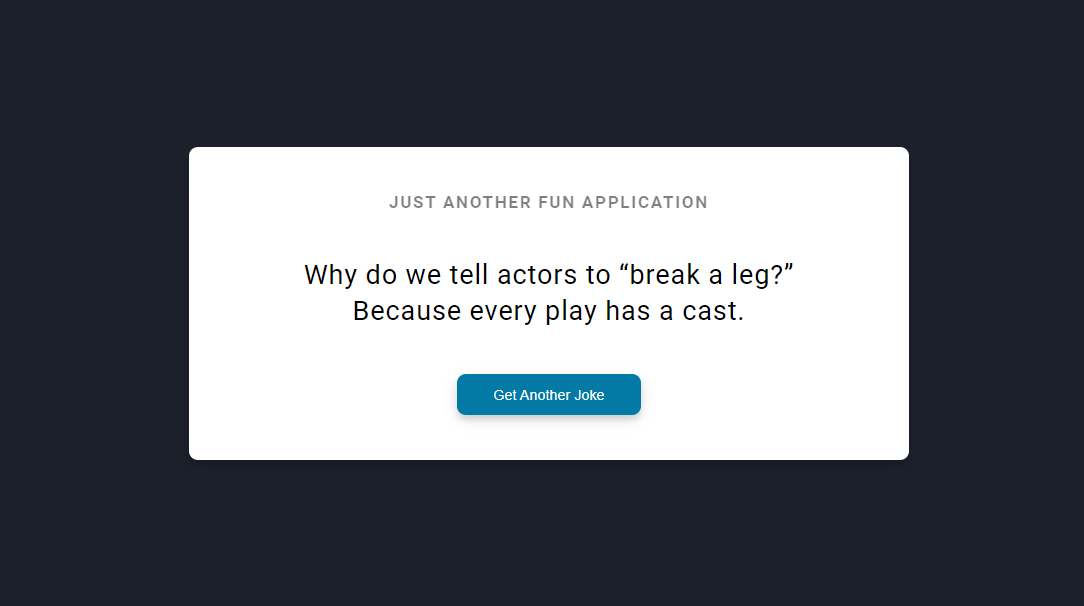 JUST ANOTHER FUN APPLICATION
Why do we tell actors to “break a leg?”
Because every play has a cast.
Get Another Joke